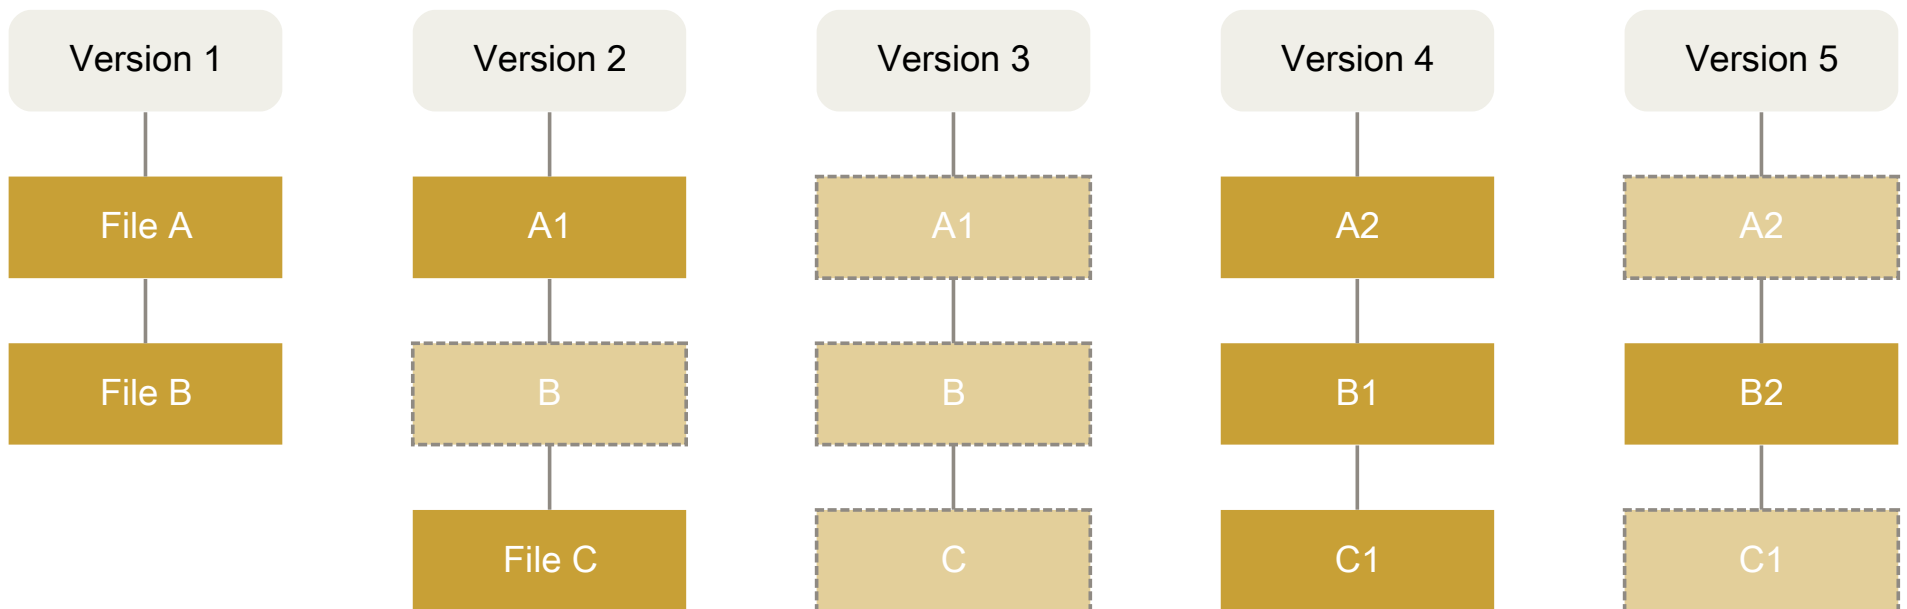 Version 1
Version 2
Version 3
Version 4
Version 5
File A
A1
A1
A2
A2
File B
B
B
B1
B2
File C
C
C1
C1